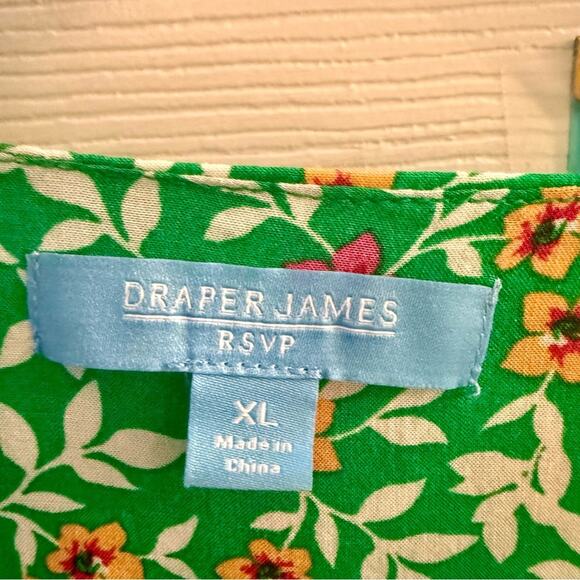 DRAPER JAMES
RSVP
XL
Made in
China